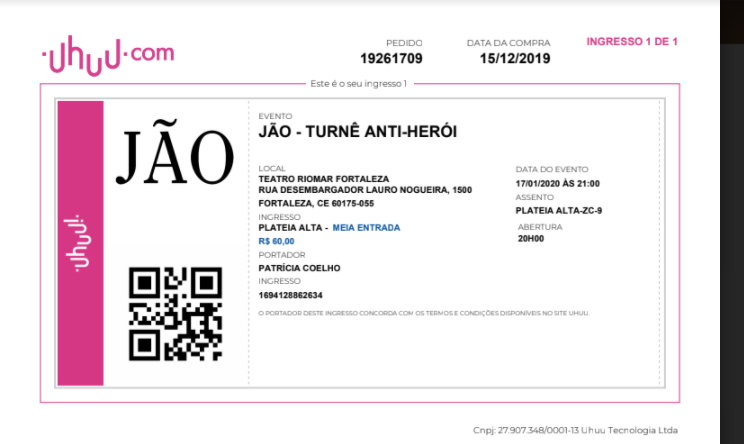 uhuu.com
PEDIDO
19261709
DATA DA COMPRA
15/12/2019
INGRESSO 1 DE 1
Este é o seu ingresso 1
uhuu!
JÃO
EVENTO
JÃO - TURNÊ ANTI-HERÓI
LOCAL
TEATRO RIOMAR FORTALEZA
RUA DESEMBARGADOR LAURO NOGUEIRA, 1500
FORTALEZA, CE 60175-055
INGRESSO
PLATEIA ALTA - MEIA ENTRADA
R$ 60,00
PORTADOR
PATRÍCIA COELHO
INGRESSO
1694128862634
O PORTADOR DESTE INGRESSO CONCORDA COM OS TERMOS E CONDIÇÕES DISPONÍVEIS NO SITE UHUU.
DATA DO EVENTO
17/01/2020 ÀS 21:00
ASSENTO
PLATEIA ALTA-ZC-9
ABERTURA
20H00
Cnpj: 27.907.348/0001-13 Uhuu Tecnologia Ltda